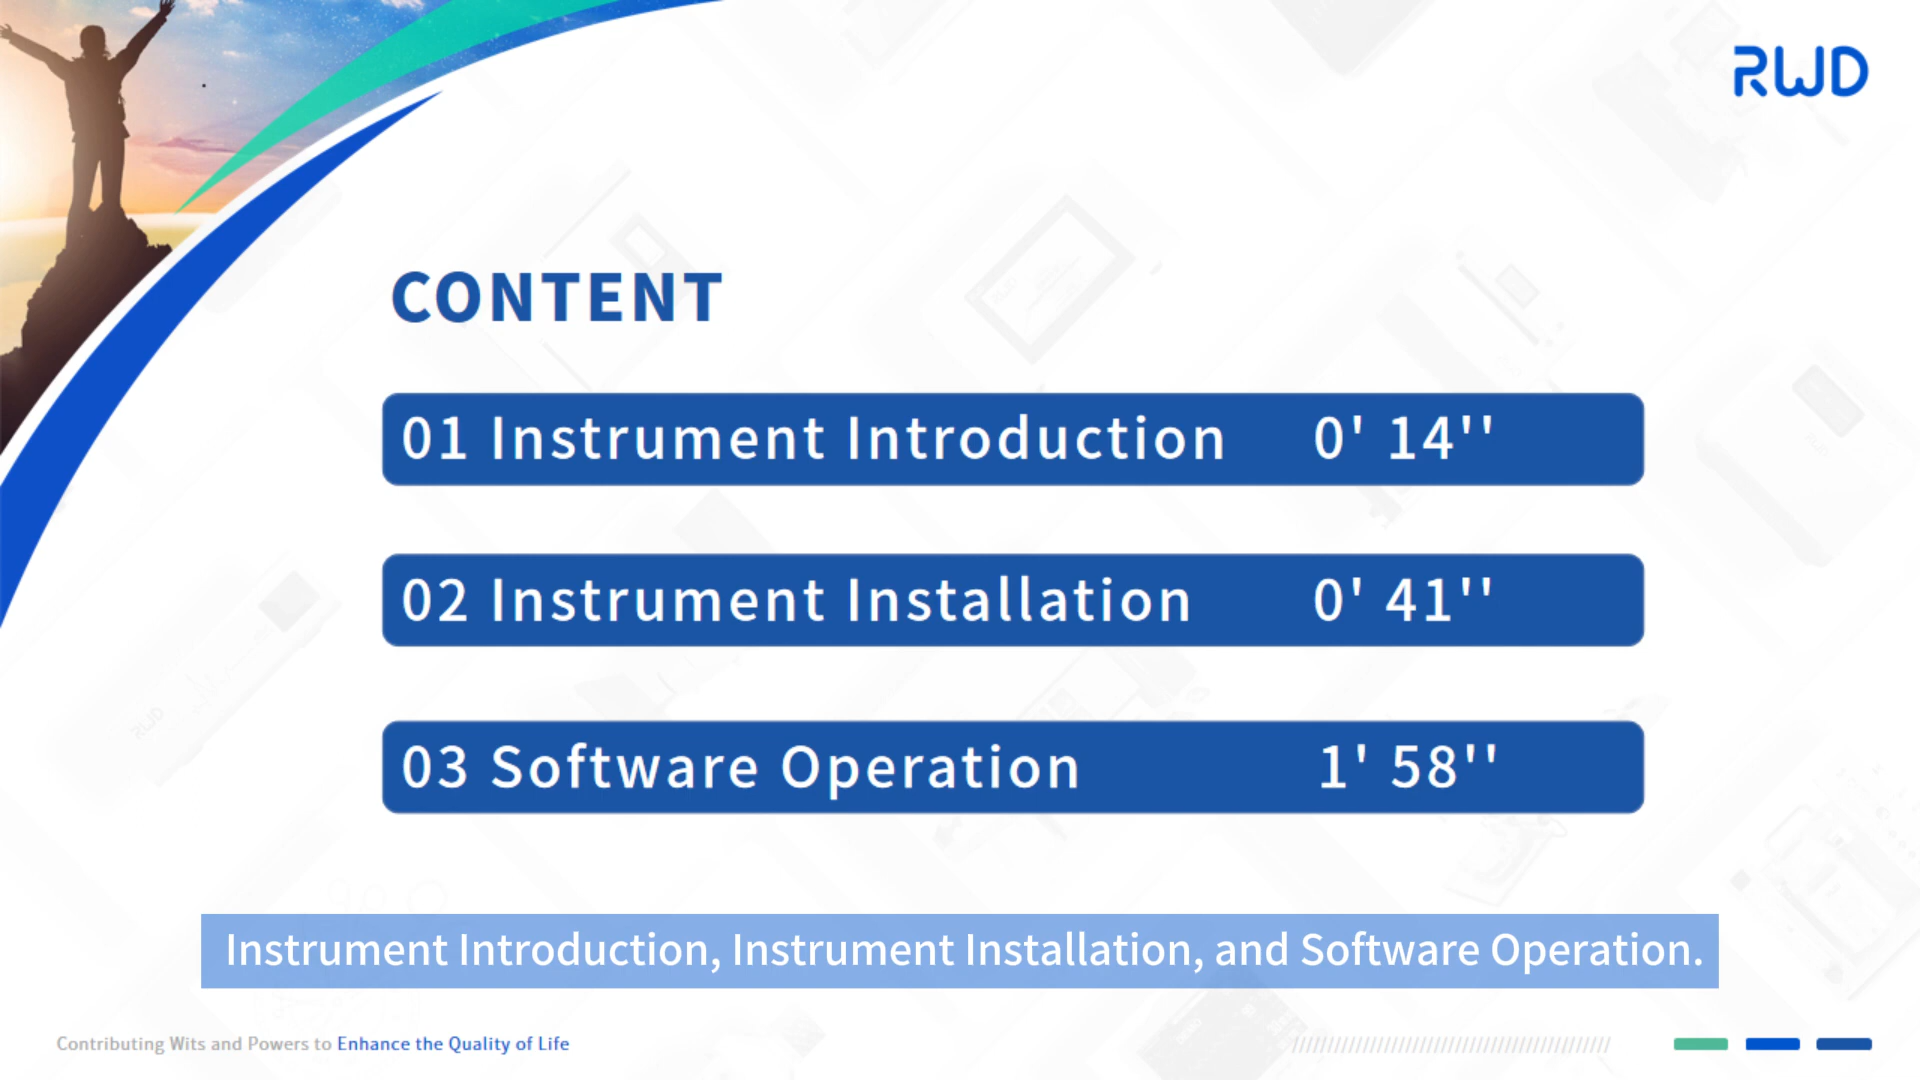 RWD
CONTENT
01 Instrument Introduction 0' 14''
02 Instrument Installation 0' 41''
03 Software Operation 1' 58''
Instrument Introduction, Instrument Installation, and Software Operation.
Contributing Wits and Powers to Enhance the Quality of Life